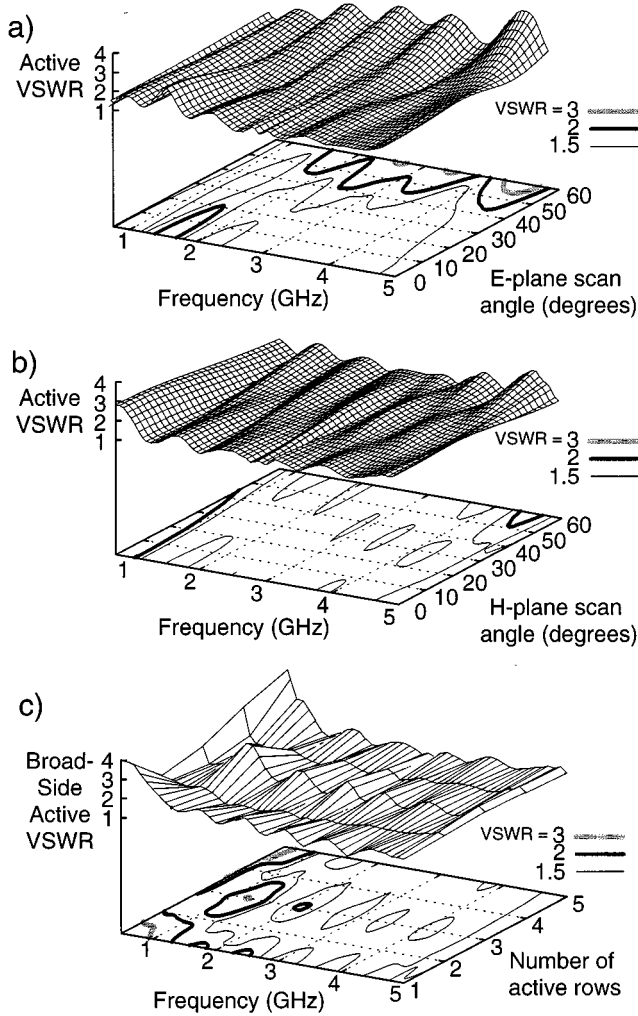 a)
Active
VSWR
4
3
2
1
VSWR = 3
2
1.5
1
2
3
4
5
Frequency (GHz)
0
10
20
30
40
50
60
E-plane scan
angle (degrees)
b)
Active
VSWR
4
3
2
1
VSWR = 3
2
1.5
1
2
3
4
5
Frequency (GHz)
0
10
20
30
40
50
60
H-plane scan
angle (degrees)
c)
Broad-
Side
Active
VSWR
4
3
2
1
VSWR = 3
2
1.5
1
2
3
4
5
Frequency (GHz)
1
2
3
4
5
Number of
active rows